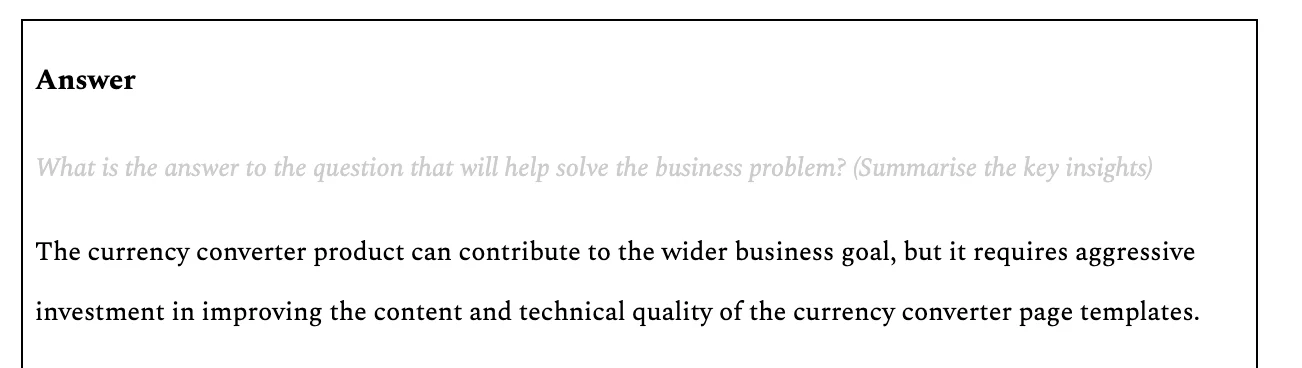 Answer
What is the answer to the question that will help solve the business problem? (Summarise the key insights)
The currency converter product can contribute to the wider business goal, but it requires aggressive
investment in improving the content and technical quality of the currency converter page templates.